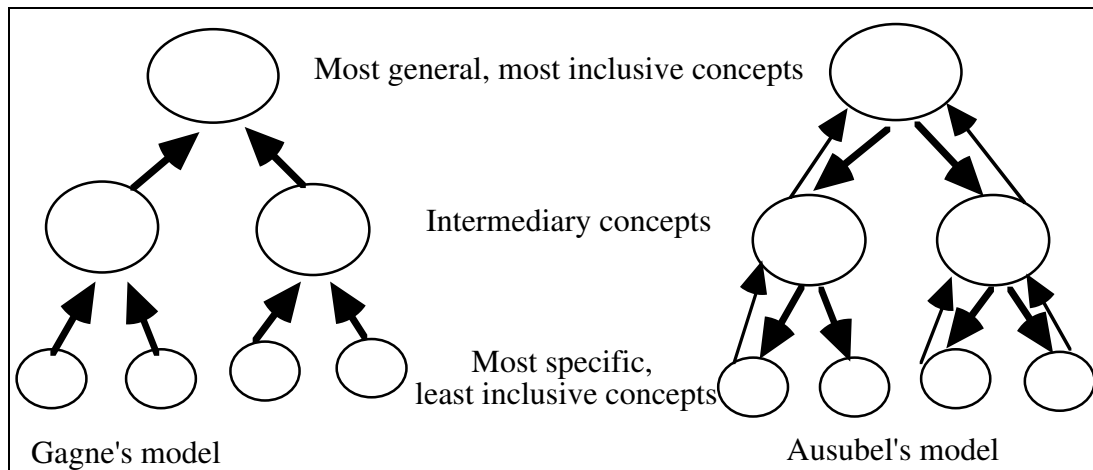 Most general, most inclusive concepts
Intermediary concepts
Most specific,
least inclusive concepts
Gagne's model
Ausubel's model